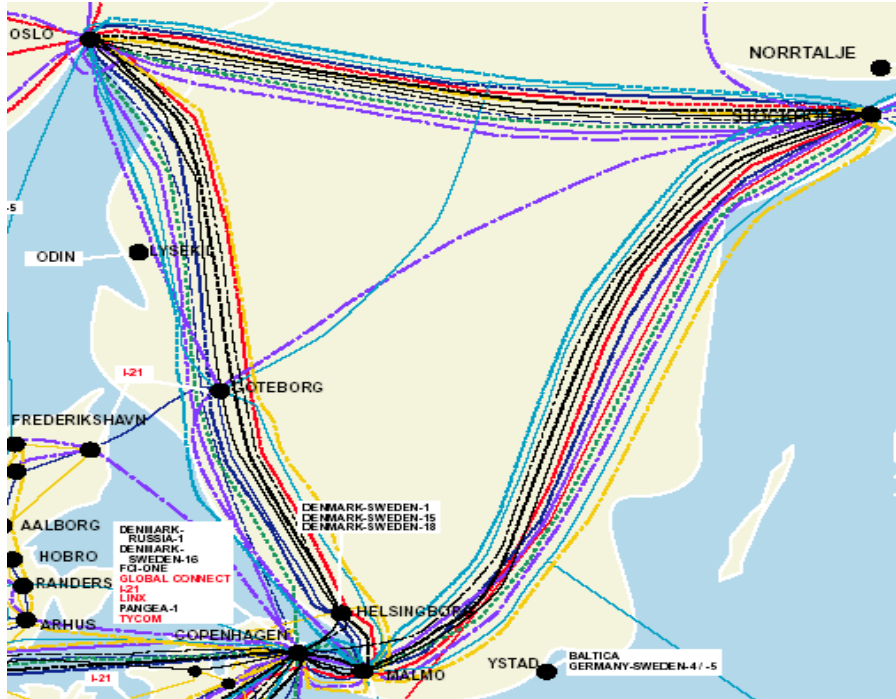 OSLO
NORRTALJE
STOCKHOLM
-5
ODIN
LYSEKIL
I-21
GOTEBORG
FREDERIKSHAVN
DENMARK-SWEDEN-1
DENMARK-SWEDEN-15
DENMARK-SWEDEN-18
AALBORG
HOBRO
RANDERS
ARHUS
DENMARK-
RUSSIA-1
DENMARK-
SWEDEN-16
FCI-ONE
GLOBAL CONNECT
I-21
LINX
PANGEA-1
TYCOM
HELSINGBORG
COPENHAGEN
I-21
MALMO
YSTAD
BALTICA
GERMANY-SWEDEN-4 / -5